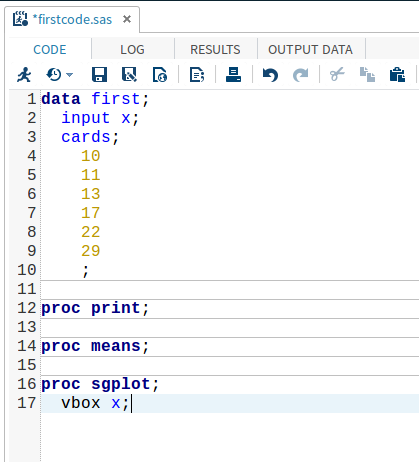 *firstcode.sas ×
CODE LOG RESULTS OUTPUT DATA
1 data first;
2 input x;
3 cards;
4 10
5 11
6 13
7 17
8 22
9 29
10 ;
11
12 proc print;
13
14 proc means;
15
16 proc sgplot;
17 vbox x;